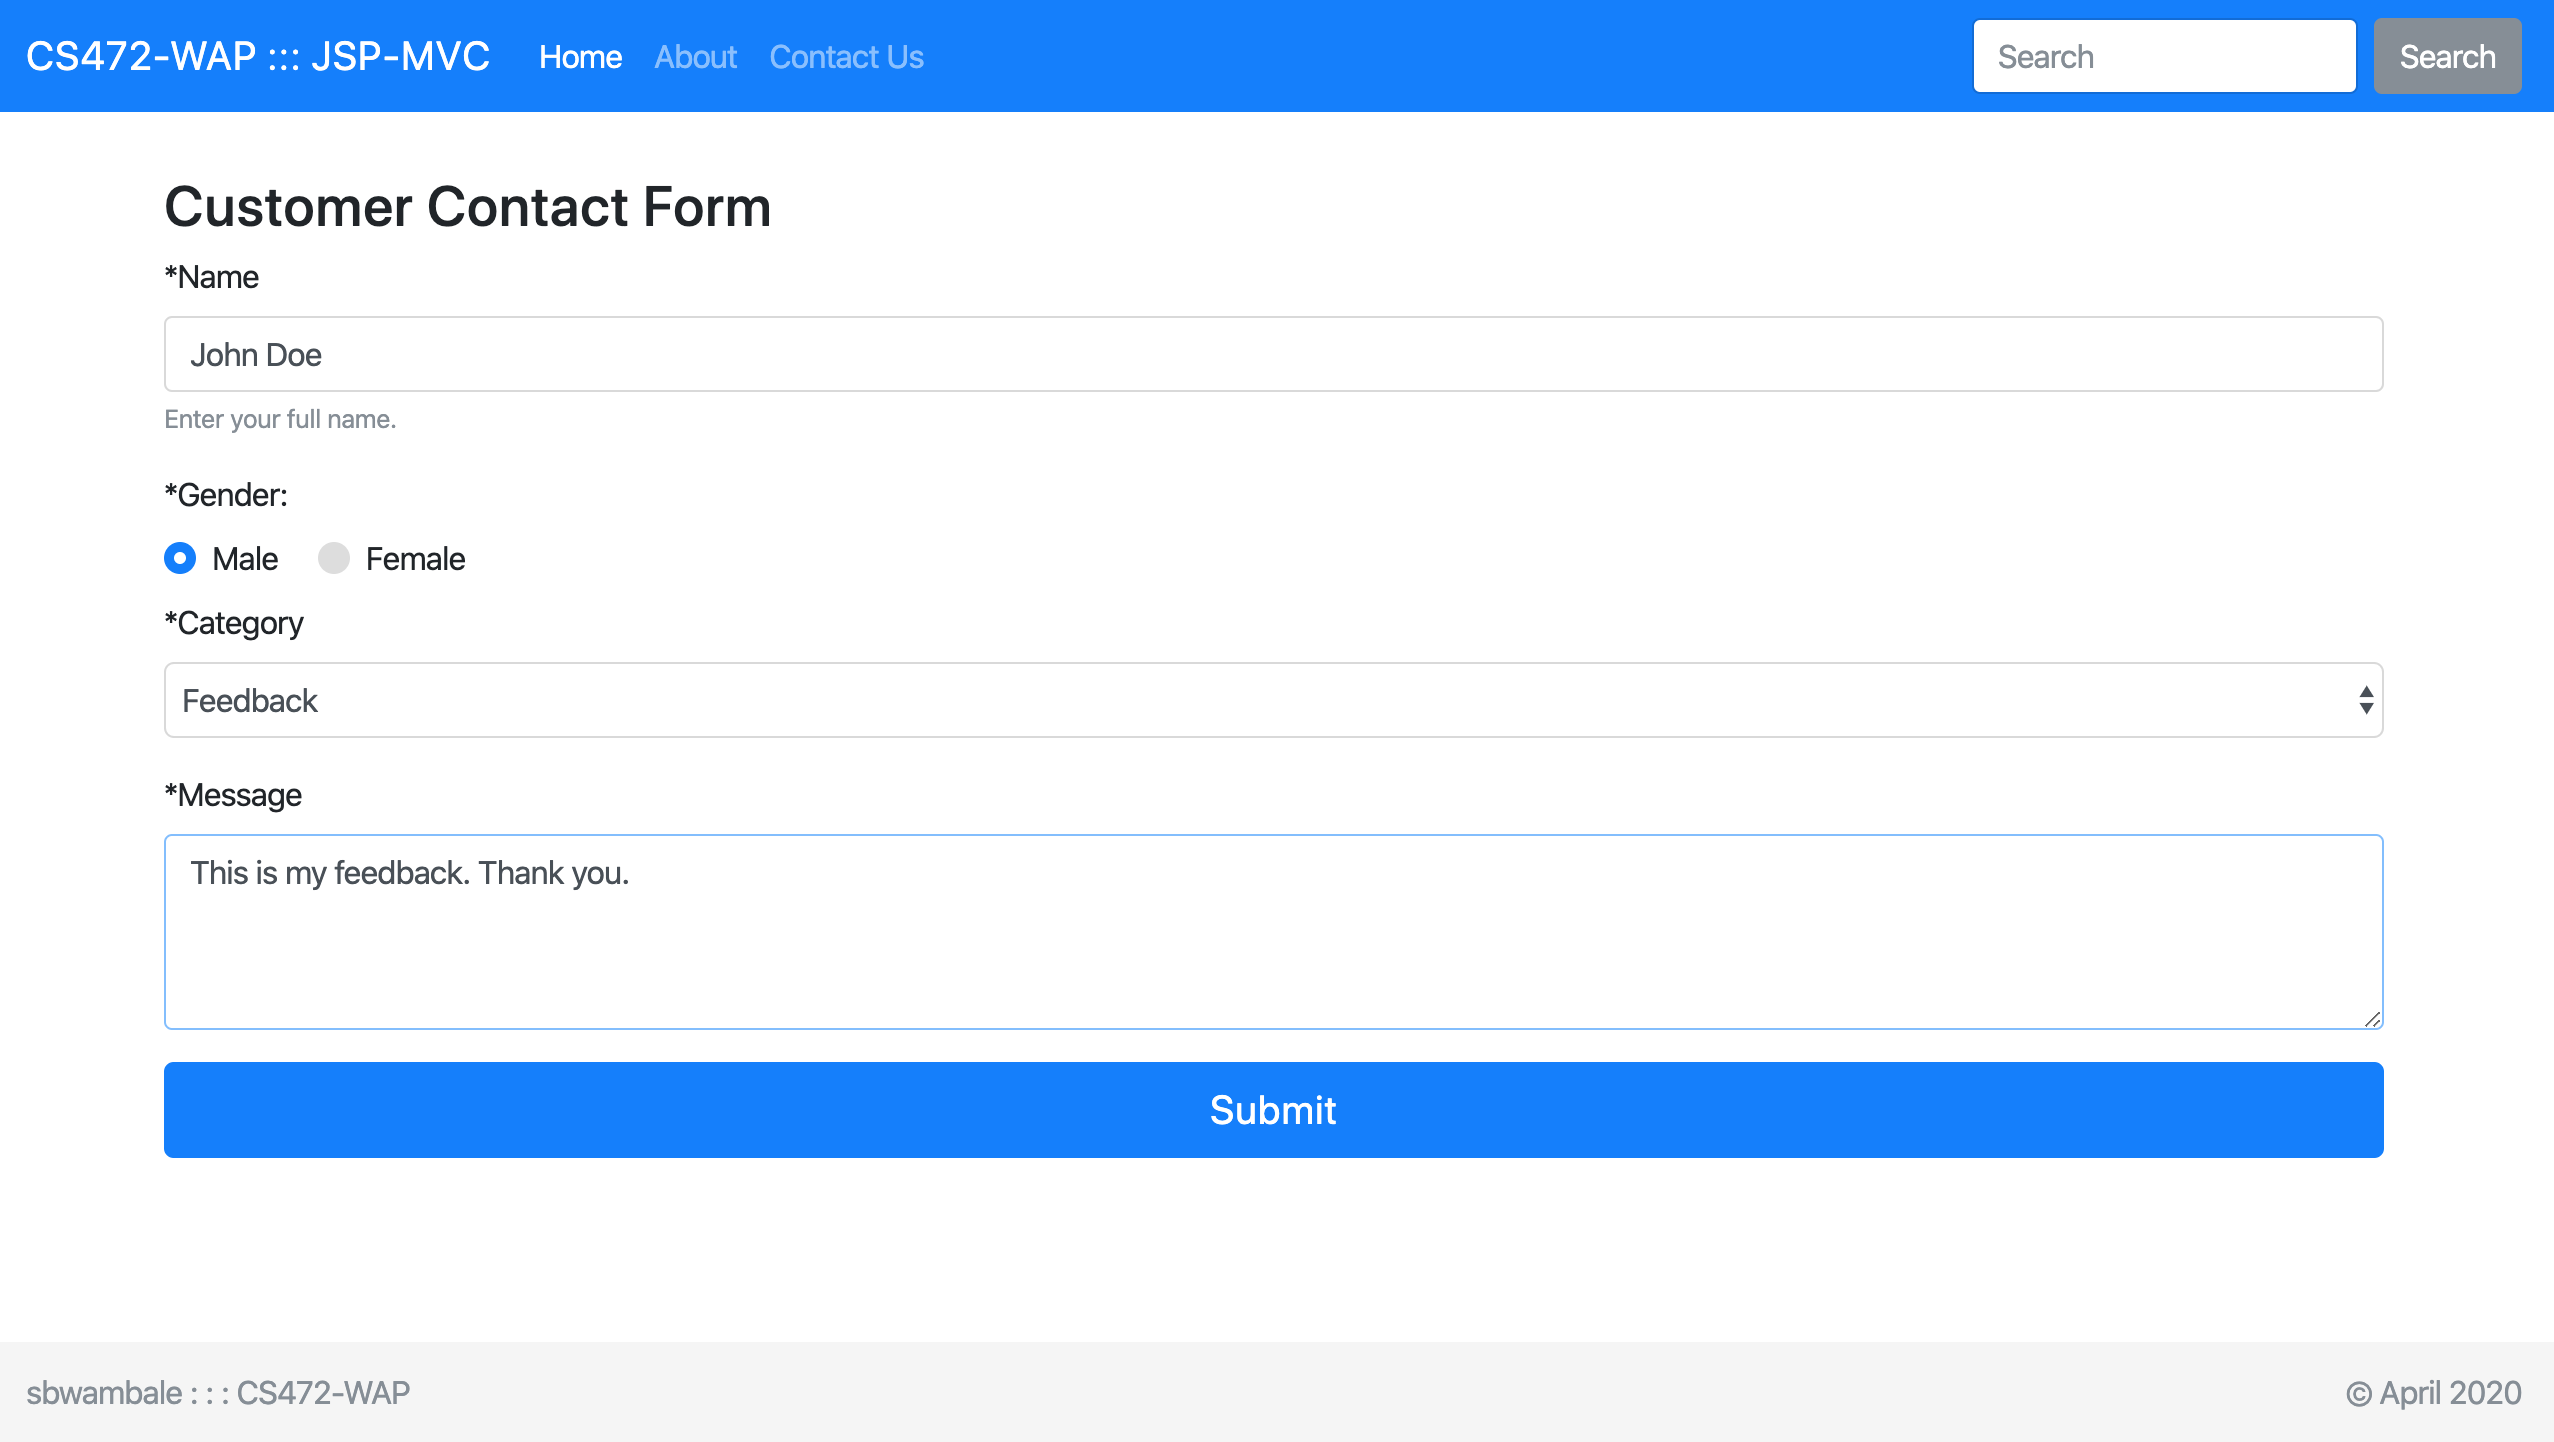 CS472-WAP ::: JSP-MVC Home About Contact Us Search Search
Customer Contact Form
*Name
John Doe
Enter your full name.
*Gender:
Male Female
*Category
Feedback
*Message
This is my feedback. Thank you.
Submit
sbwambale : : : CS472-WAP © April 2020